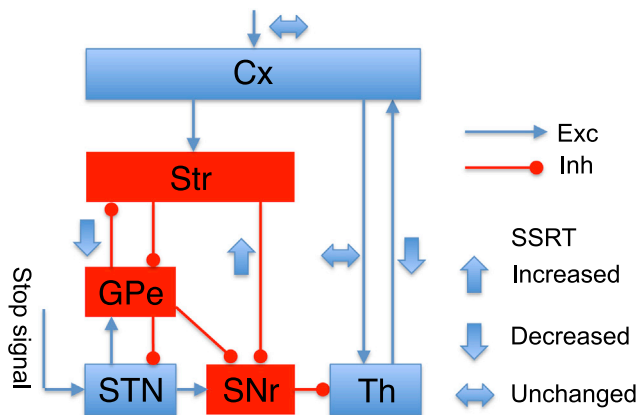 Cx
Exc
Inh
Str
SSRT
Increased
GPe
Decreased
Stop signal
STN
SNr
Th
Unchanged